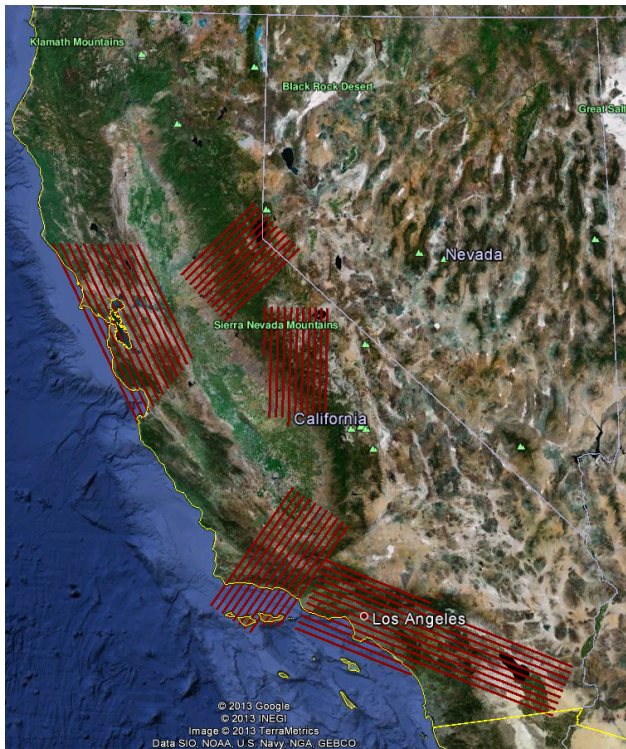 Klamath Mountains
Black Rock Desert
Great Salt
Nevada
Sierra Nevada Mountains
California
Los Angeles
© 2013 Google
© 2013 INEGI
Image © 2013 TerraMetrics
Data SIO, NOAA, U.S. Navy, NGA, GEBCO